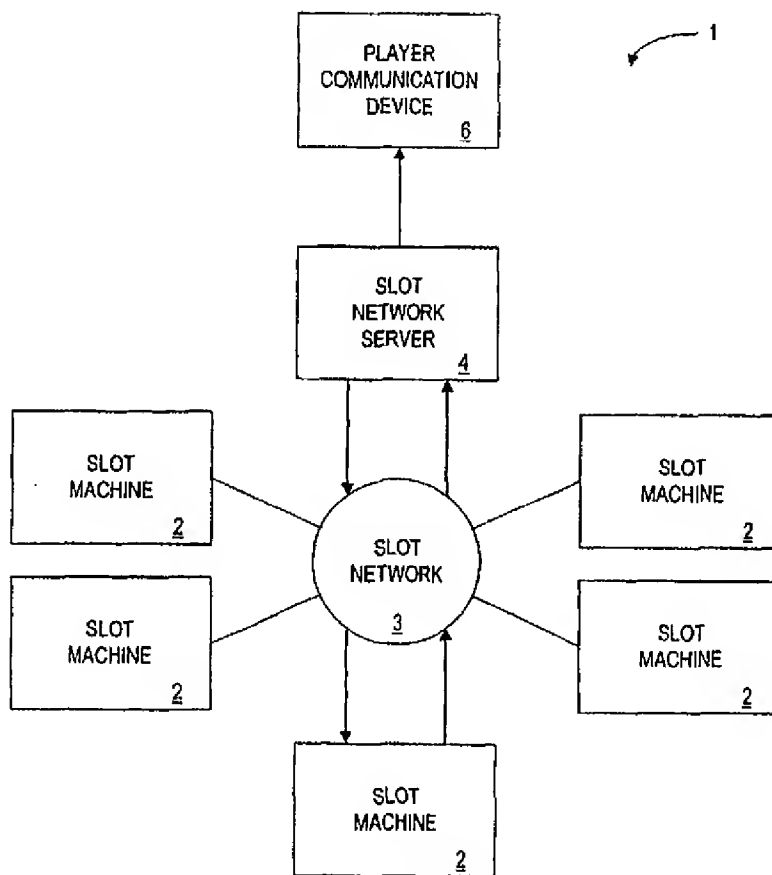 1
PLAYER
COMMUNICATION
DEVICE
6
SLOT
NETWORK
SERVER
4
SLOT
MACHINE
2
SLOT
MACHINE
2
SLOT
NETWORK
3
SLOT
MACHINE
2
SLOT
MACHINE
2
SLOT
MACHINE
2